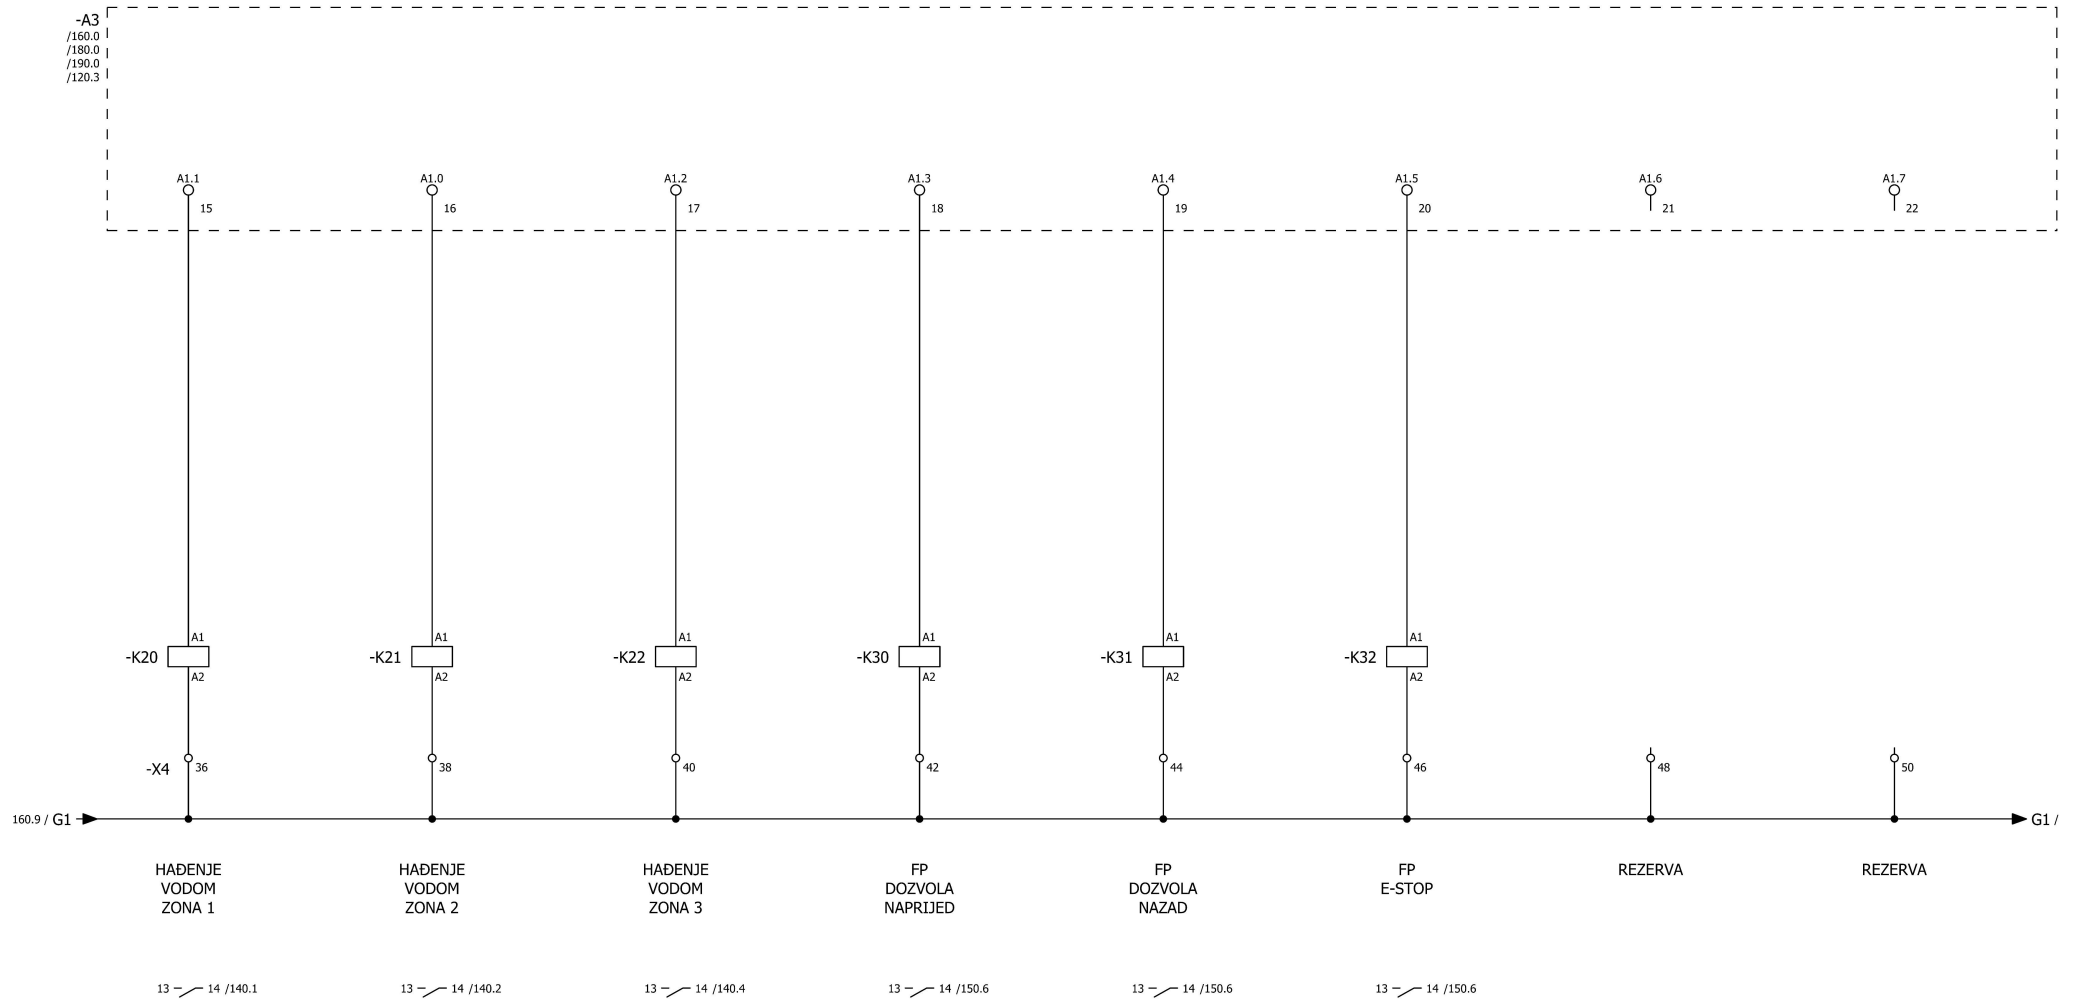 -A3
/160.0
/180.0
/190.0
/120.3
A1.1 A1.0 A1.2 A1.3 A1.4 A1.5 A1.6 A1.7
15 16 17 18 19 20 21 22
A1 A1 A1 A1 A1 A1
-K20 -K21 -K22 -K30 -K31 -K32
A2 A2 A2 A2 A2 A2
-X4 36 38 40 42 44 46 48 50
160.9 / G1 G1 /
HAĐENJE
VODOM
ZONA 1
HAĐENJE
VODOM
ZONA 2
HAĐENJE
VODOM
ZONA 3
FP
DOZVOLA
NAPRIJED
FP
DOZVOLA
NAZAD
FP
E-STOP
REZERVA
REZERVA
13 14 /140.1
13 14 /140.2
13 14 /140.4
13 14 /150.6
13 14 /150.6
13 14 /150.6